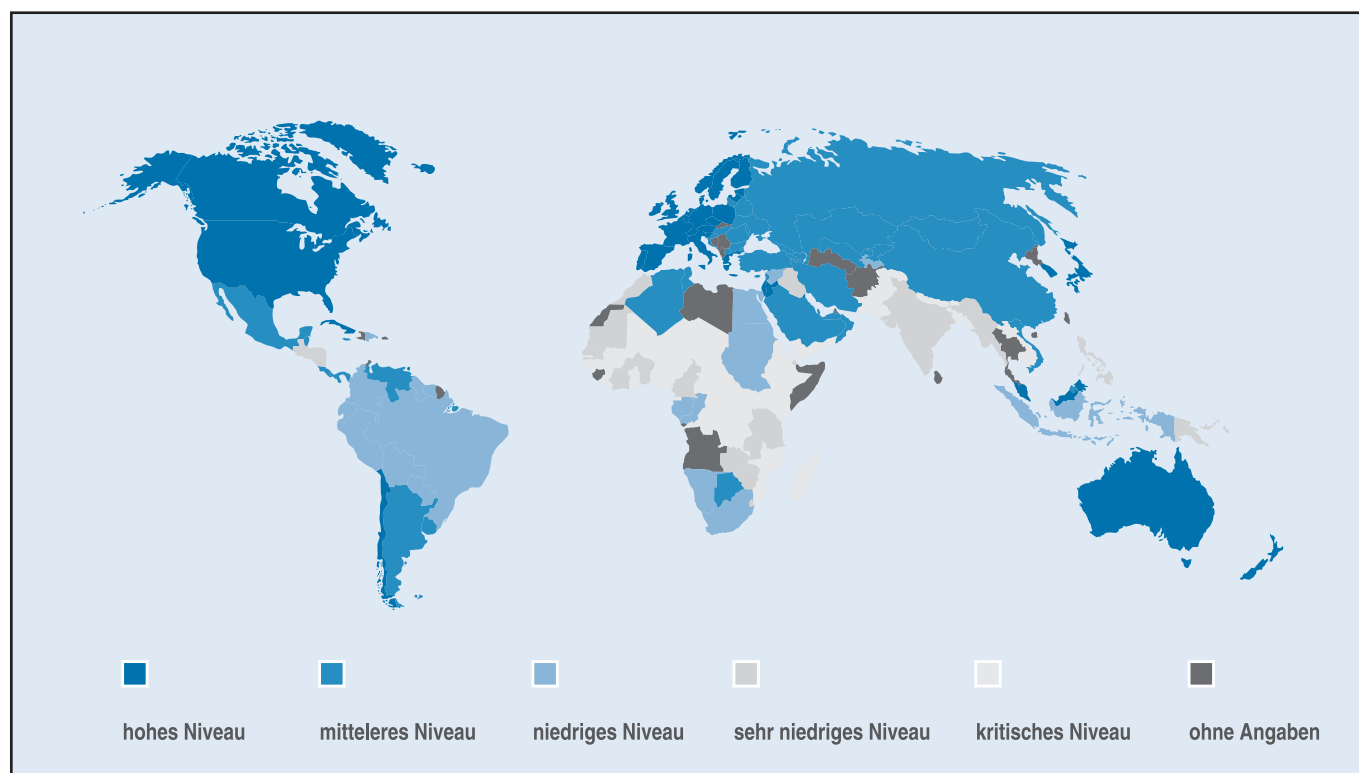 hohes Niveau
mitteleres Niveau
niedriges Niveau
sehr niedriges Niveau
kritisches Niveau
ohne Angaben